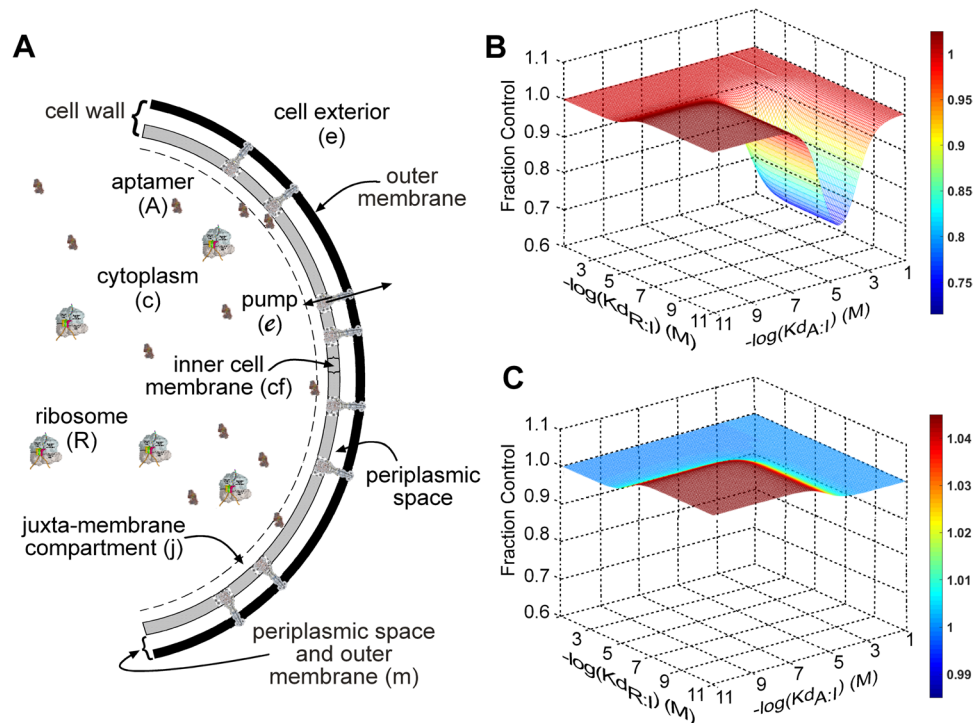 A
cell wall
cell exterior
(e)
aptamer
(A)
outer
membrane
cytoplasm
(c)
pump
(e)
inner cell
membrane (cf)
ribosome
(R)
periplasmic
space
juxta-membrane
compartment (j)
periplasmic space
and outer
membrane (m)
B
Fraction Control
1.1
1.0
0.9
0.8
0.7
0.6
3
5
7
9
11
-log(KdR:I) (M)
11
9
7
5
3
1
-log(KdA:I) (M)
1
0.95
0.9
0.85
0.8
0.75
C
Fraction Control
1.1
1.0
0.9
0.8
0.7
0.6
3
5
7
9
11
-log(KdR:I) (M)
11
9
7
5
3
1
-log(KdA:I) (M)
1.04
1.03
1.02
1.01
1
0.99